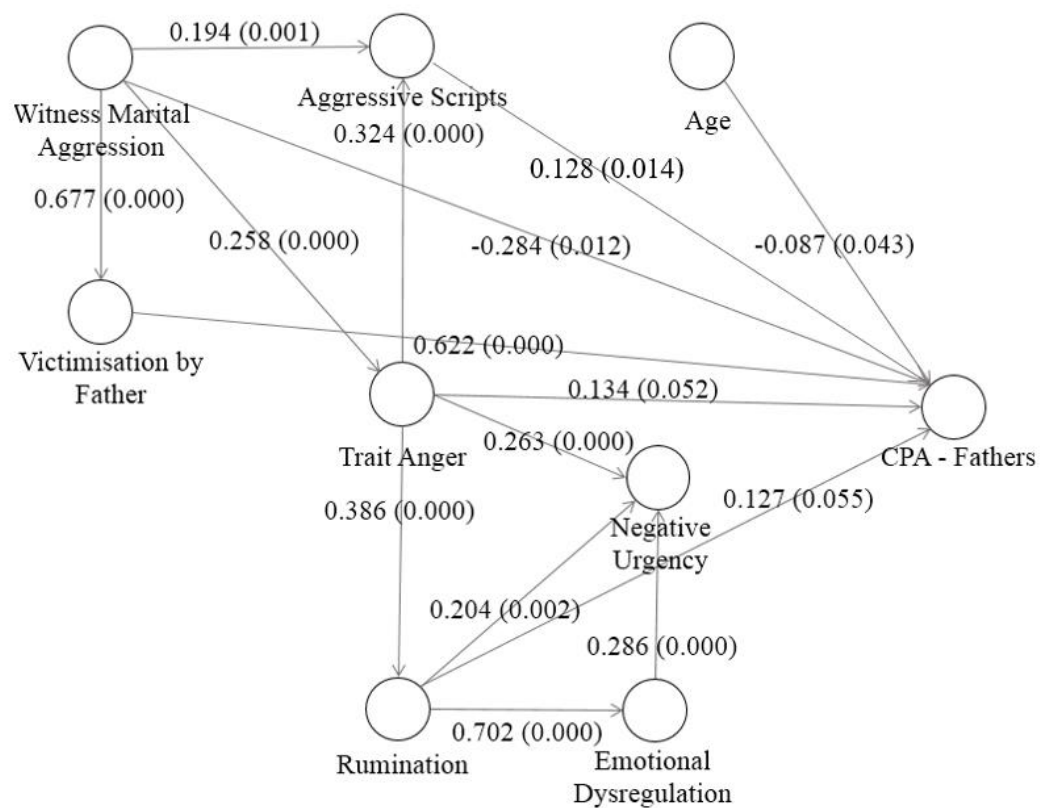 0.194 (0.001)
Witness Marital
Aggression
Aggressive Scripts
Age
0.324 (0.000)
0.128 (0.014)
0.677 (0.000)
0.258 (0.000)
-0.284 (0.012)
-0.087 (0.043)
Victimisation by
Father
0.622 (0.000)
0.134 (0.052)
Trait Anger
0.263 (0.000)
CPA - Fathers
0.386 (0.000)
0.127 (0.055)
Negative
Urgency
0.204 (0.002)
0.286 (0.000)
0.702 (0.000)
Rumination
Emotional
Dysregulation